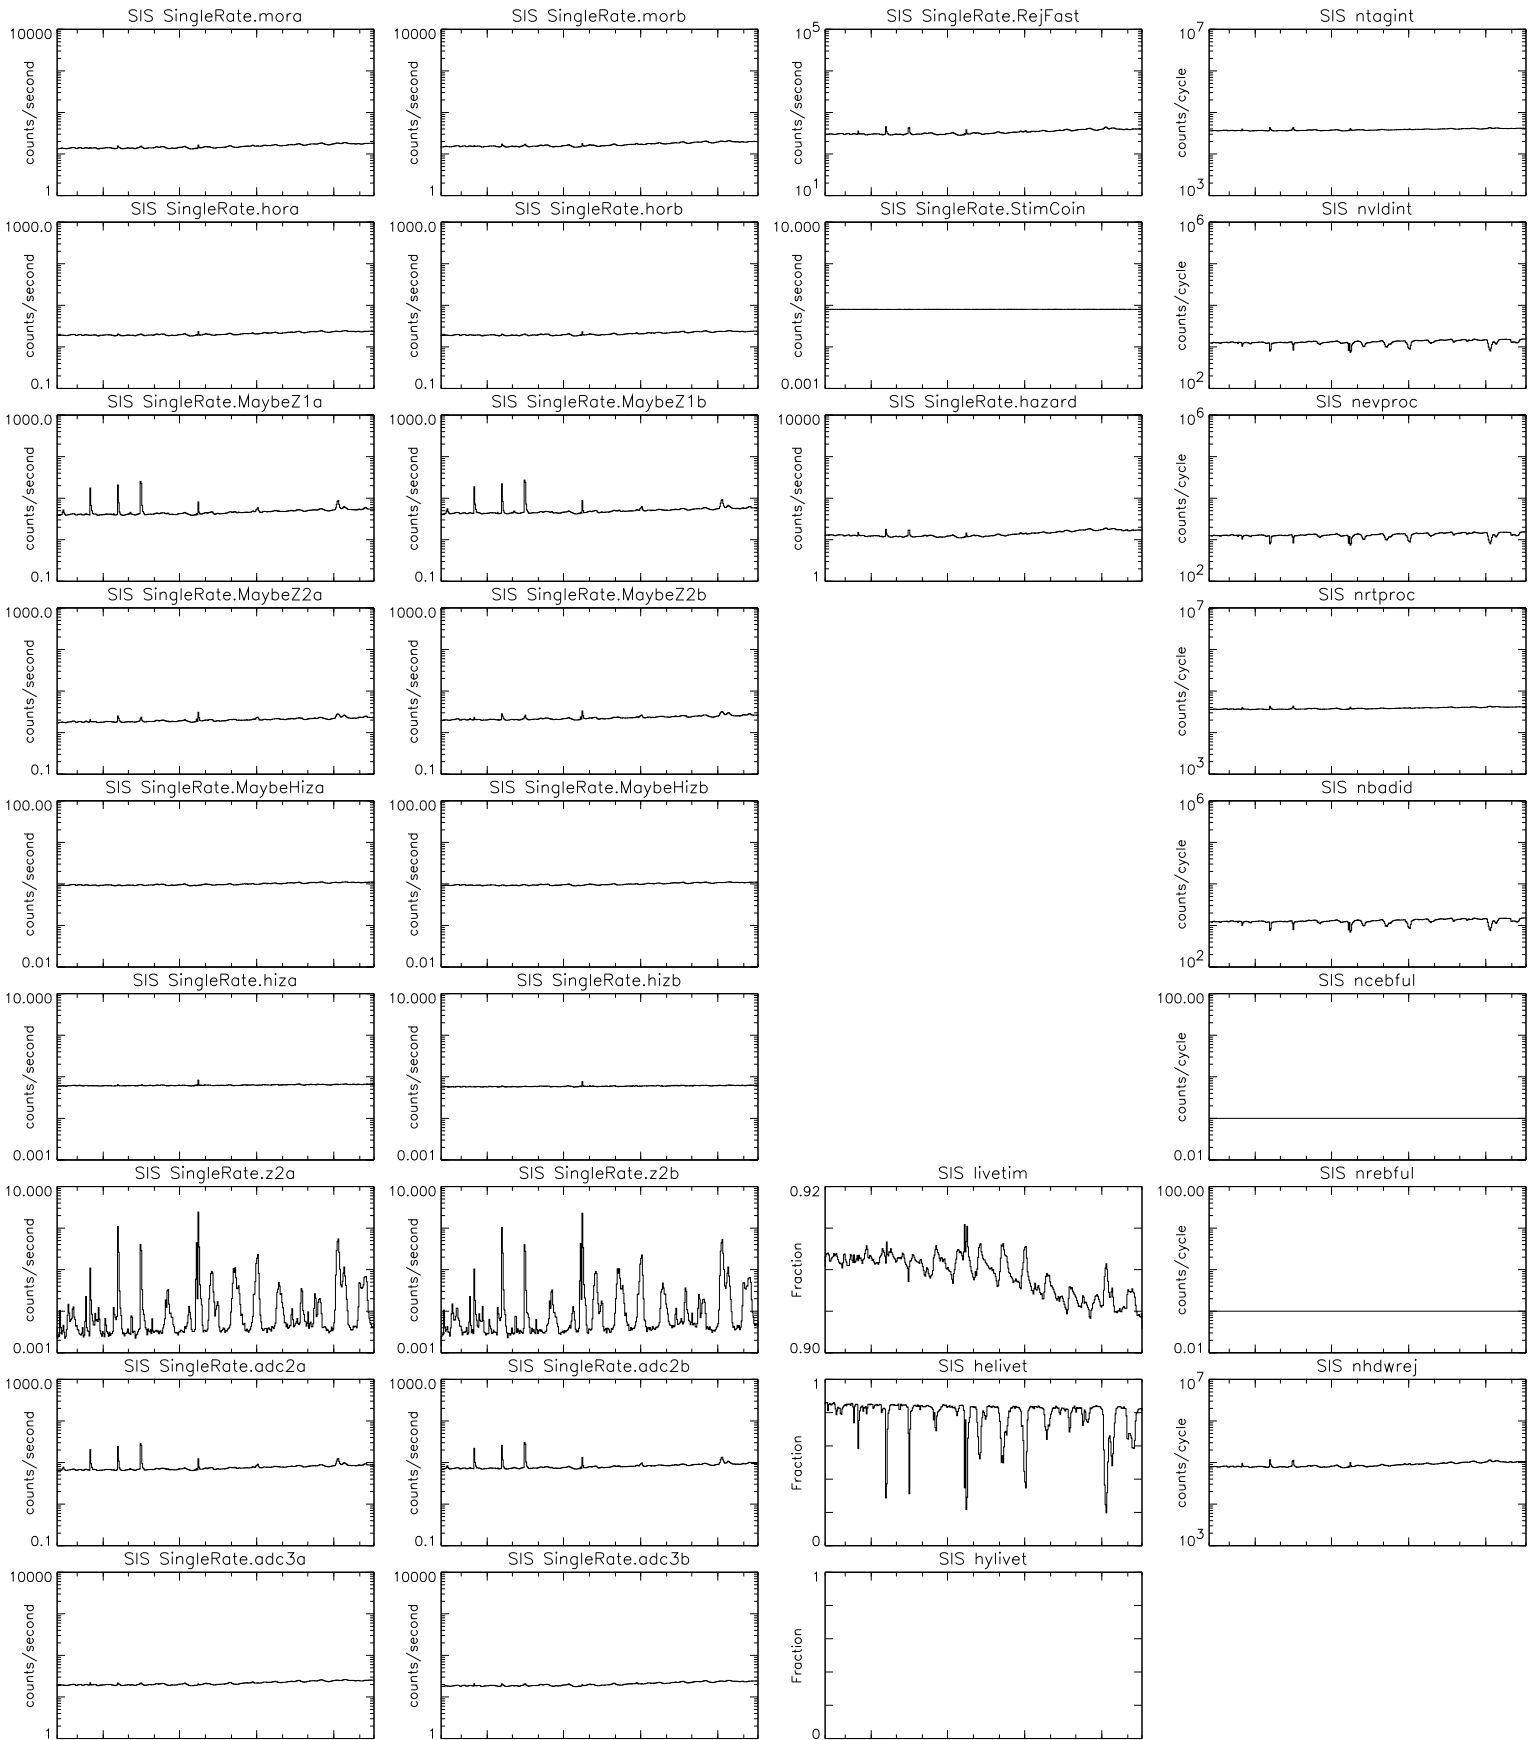 SIS SingleRate.mora
SIS SingleRate.morb
SIS SingleRate.RejFast
SIS ntagint
10000
counts/second
1
10000
counts/second
1
10^5
counts/second
10^1
10^7
counts/cycle
10^3
SIS SingleRate.hora
SIS SingleRate.horb
SIS SingleRate.StimCoin
SIS nvldint
1000.0
counts/second
0.1
1000.0
counts/second
0.1
10.000
counts/second
0.001
10^6
counts/cycle
10^2
SIS SingleRate.MaybeZ1a
SIS SingleRate.MaybeZ1b
SIS SingleRate.hazard
SIS nevproc
1000.0
counts/second
0.1
1000.0
counts/second
0.1
10000
counts/second
1
10^6
counts/cycle
10^2
SIS SingleRate.MaybeZ2a
SIS SingleRate.MaybeZ2b
SIS nrtproc
1000.0
counts/second
0.1
1000.0
counts/second
0.1
10^7
counts/cycle
10^3
SIS SingleRate.MaybeHiza
SIS SingleRate.MaybeHizb
SIS nbadid
100.00
counts/second
0.01
100.00
counts/second
0.01
10^6
counts/cycle
10^2
SIS SingleRate.hiza
SIS SingleRate.hizb
SIS ncebful
10.000
counts/second
0.001
10.000
counts/second
0.001
100.00
counts/cycle
0.01
SIS SingleRate.z2a
SIS SingleRate.z2b
SIS livetim
SIS nrebful
10.000
counts/second
0.001
10.000
counts/second
0.001
0.92
Fraction
0.90
100.00
counts/cycle
0.01
SIS SingleRate.adc2a
SIS SingleRate.adc2b
SIS helivet
SIS nhdwrej
1000.0
counts/second
0.1
1000.0
counts/second
0.1
1
Fraction
0
10^7
counts/cycle
10^3
SIS SingleRate.adc3a
SIS SingleRate.adc3b
SIS hylivet
10000
counts/second
1
10000
counts/second
1
1
Fraction
0